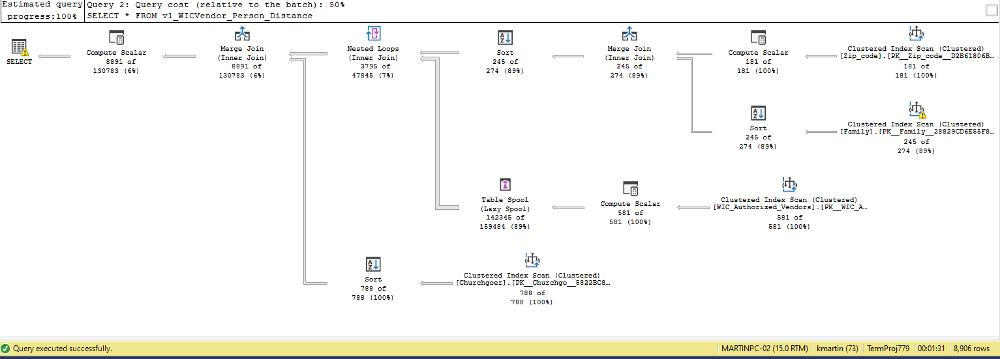 Estimated query
progress:100%
Query 2: Query cost (relative to the batch): 50%
SELECT * FROM v1_WICVendor_Person_Distance
SELECT
Compute Scalar
8891 of
130783 (6%)
Merge Join
(Inner Join)
8891 of
130783 (6%)
Nested Loops
(Inner Join)
3795 of
47845 (7%)
Sort
245 of
274 (89%)
Merge Join
(Inner Join)
245 of
274 (89%)
Compute Scalar
181 of
181 (100%)
Clustered Index Scan (Clustered)
[Zip_code].[PK__Zip_code__D2B61806B…
181 of
181 (100%)
Sort
245 of
274 (89%)
Clustered Index Scan (Clustered)
[Family].[PK__Family__28829CD6E55F8…
245 of
274 (89%)
Table Spool
(Lazy Spool)
142345 of
159484 (89%)
Compute Scalar
581 of
581 (100%)
Clustered Index Scan (Clustered)
[WIC_Authorized_Vendors].[PK__WIC_A…
581 of
581 (100%)
Sort
788 of
788 (100%)
Clustered Index Scan (Clustered)
[Churchgoer].[PK__Churchgo__5822BC8…
788 of
788 (100%)
Query executed successfully.
MARTINPC-02 (15.0 RTM)
kmartin (73)
TermProj779
00:01:31
8,906 rows